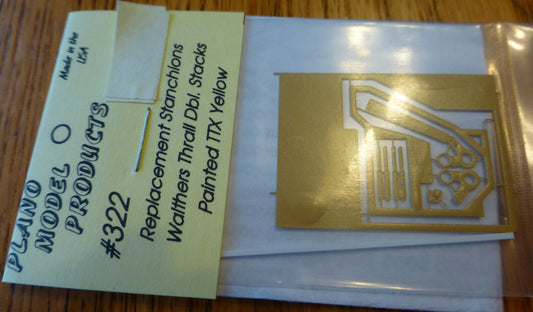 PLANO
MODEL
PRODUCTS
Made in the
USA
#322
Replacement Stanchions
Walthers Thrall Dbl. Stacks
Painted TTX Yellow